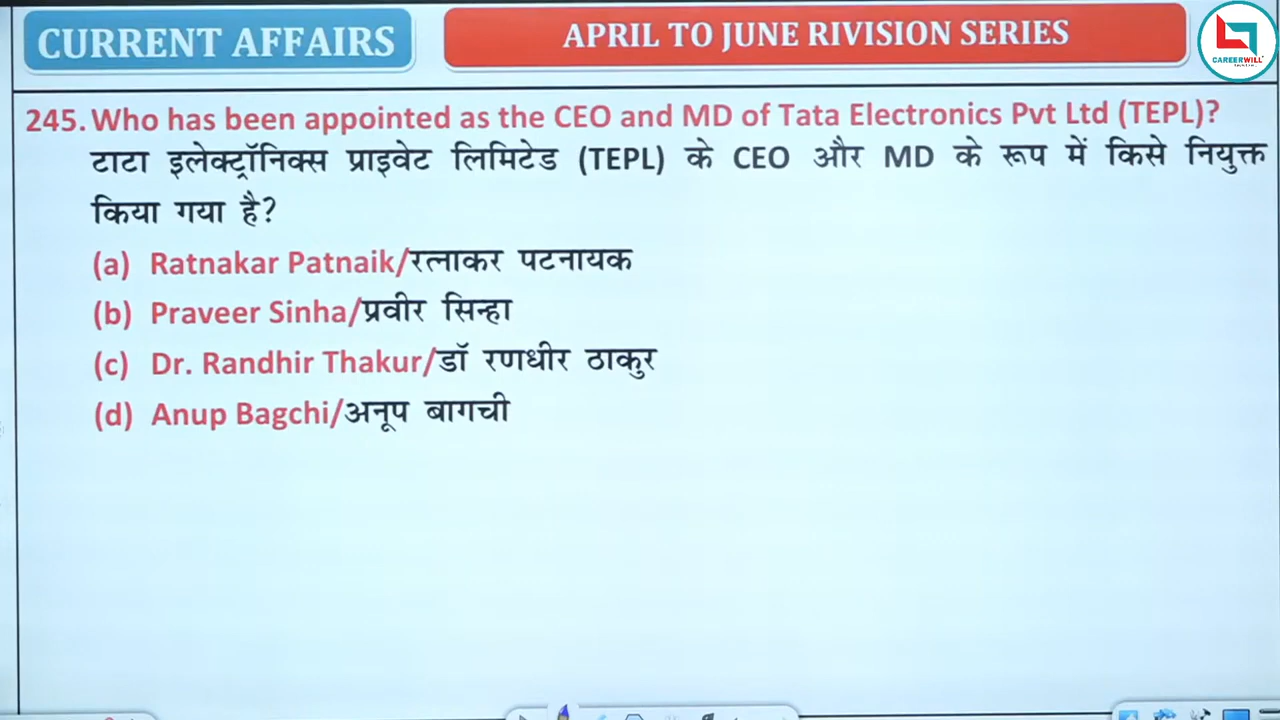 CURRENT AFFAIRS
APRIL TO JUNE RIVISION SERIES
CAREERWILL
245. Who has been appointed as the CEO and MD of Tata Electronics Pvt Ltd (TEPL)?
टाटा इलेक्ट्रॉनिक्स प्राइवेट लिमिटेड (TEPL) के CEO और MD के रूप में किसे नियुक्त
किया गया है?
(a) Ratnakar Patnaik/रत्नाकर पटनायक
(b) Praveer Sinha/प्रवीर सिन्हा
(c) Dr. Randhir Thakur/डॉ रणधीर ठाकुर
(d) Anup Bagchi/अनूप बागची